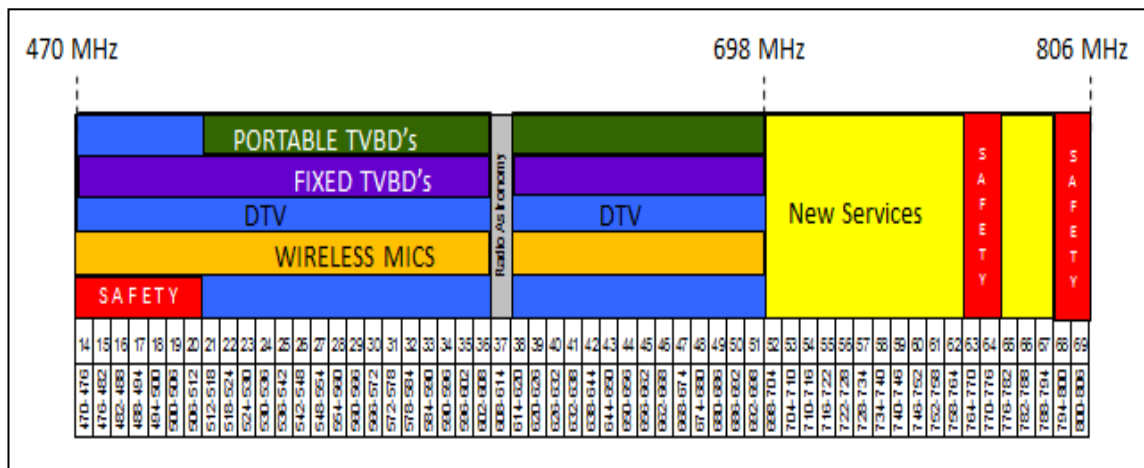 470 MHz 698 MHz 806 MHz
PORTABLE TVBD's
FIXED TVBD's
DTV DTV
WIRELESS MICS
SAFETY
Radio Astronomy
New Services
SAFETY
SAFETY
14 15 16 17 18 19 20 21 22 23 24 25 26 27 28 29 30 31 32 33 34 35 36 37 38 39 40 41 42 43 44 45 46 47 48 49 50 51 52 53 54 55 56 57 58 59 60 61 62 63 64 65 66 67 68 69
470-476 476-482 482-488 488-494 494-500 500-506 506-512 512-518 518-524 524-530 530-536 536-542 542-548 548-554 554-560 560-566 566-572 572-578 578-584 584-590 590-596 596-602 602-608 608-614 614-620 620-626 626-632 632-638 638-644 644-650 650-656 656-662 662-668 668-674 674-680 680-686 686-692 692-698 698-704 704-710 710-716 716-722 722-728 728-734 734-740 740-746 746-752 752-758 758-764 764-770 770-776 776-782 782-788 788-794 794-800 800-806